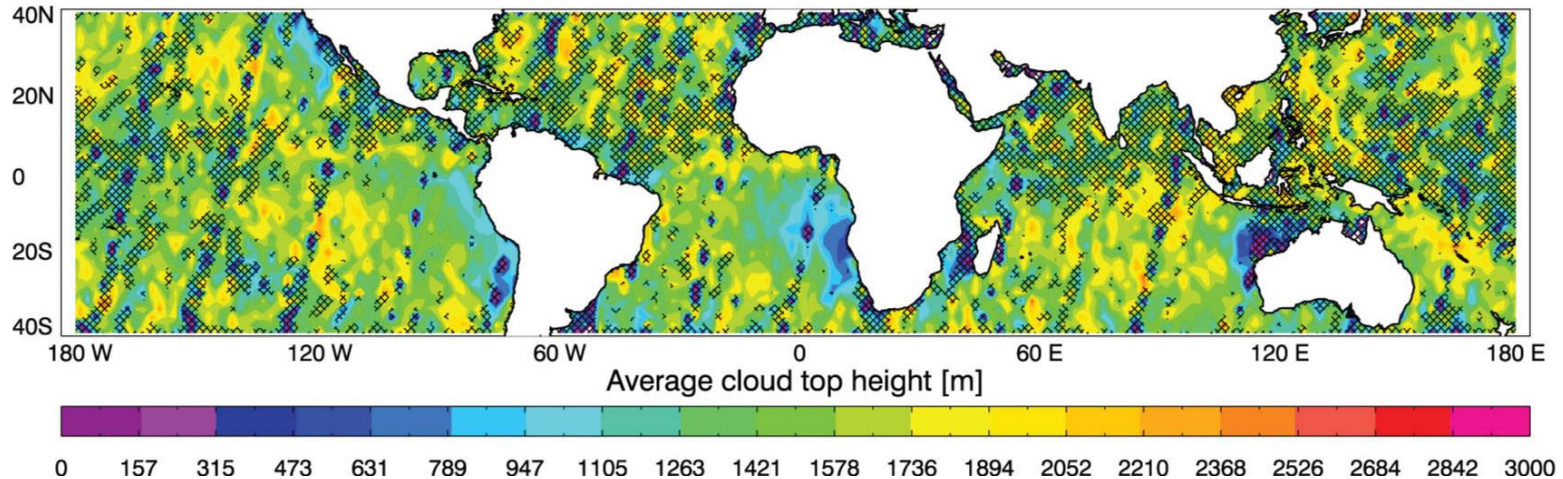 40N
20N
0
20S
40S
180 W 120 W 60 W 0 60 E 120 E 180 E
Average cloud top height [m]
0 157 315 473 631 789 947 1105 1263 1421 1578 1736 1894 2052 2210 2368 2526 2684 2842 3000